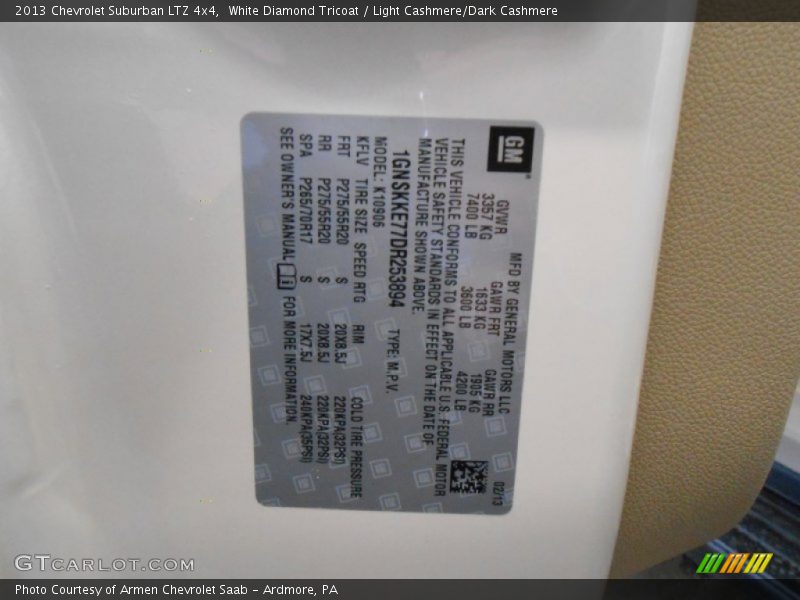 2013 Chevrolet Suburban LTZ 4x4,  White Diamond Tricoat / Light Cashmere/Dark Cashmere
GM
MFD BY GENERAL MOTORS LLC
02/13
GVWR GAWR FRT GAWR RR
3357 KG 1633 KG 1905 KG
7400 LB 3600 LB 4200 LB
THIS VEHICLE CONFORMS TO ALL APPLICABLE U.S. FEDERAL MOTOR
VEHICLE SAFETY STANDARDS IN EFFECT ON THE DATE OF
MANUFACTURE SHOWN ABOVE.
1GNSKKE77DR253894 TYPE: M.P.V.
MODEL: K10906
KFLV TIRE SIZE SPEED RTG RIM COLD TIRE PRESSURE
FRT P275/55R20 S 20X8.5J 220KPA(32PSI)
RR P275/55R20 S 20X8.5J 220KPA(32PSI)
SPA P265/70R17 S 17X7.5J 240KPA(35PSI)
SEE OWNER'S MANUAL i FOR MORE INFORMATION.
GTCARLOT.COM
Photo Courtesy of Armen Chevrolet Saab - Ardmore, PA